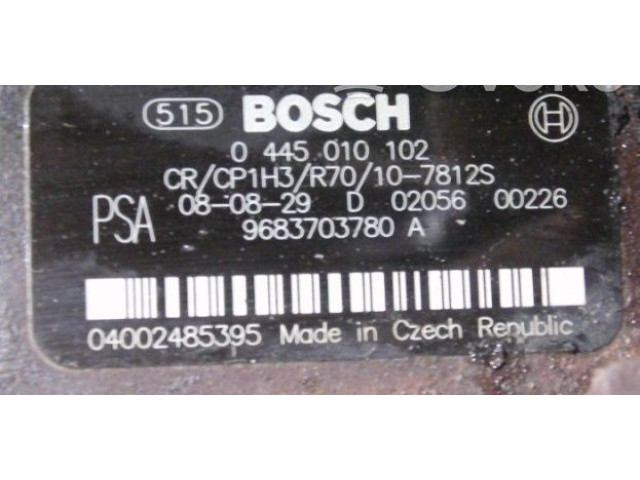 515 BOSCH
0 445 010 102
CR/CP1H3/R70/10-7812S
PSA 08-08-29 D 02056 00226
9683703780 A
04002485395 Made in Czech Republic